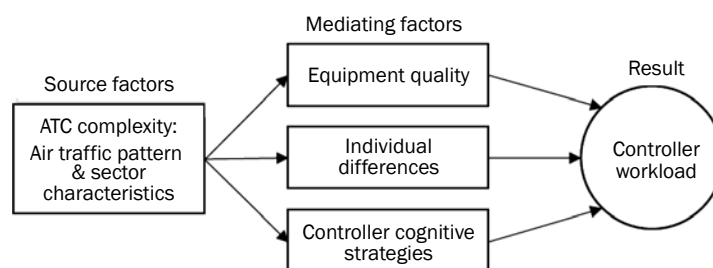 Source factors
ATC complexity:
Air traffic pattern
& sector
characteristics
Mediating factors
Equipment quality
Individual
differences
Controller cognitive
strategies
Result
Controller
workload